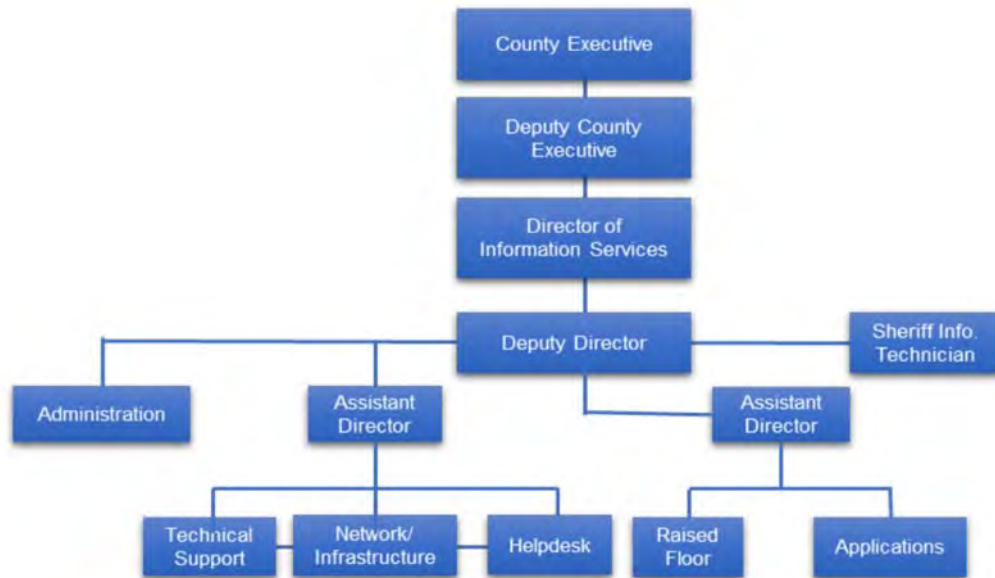 County Executive
Deputy County
Executive
Director of
Information Services
Deputy Director
Sheriff Info.
Technician
Administration
Assistant
Director
Assistant
Director
Technical
Support
Network/
Infrastructure
Helpdesk
Raised
Floor
Applications